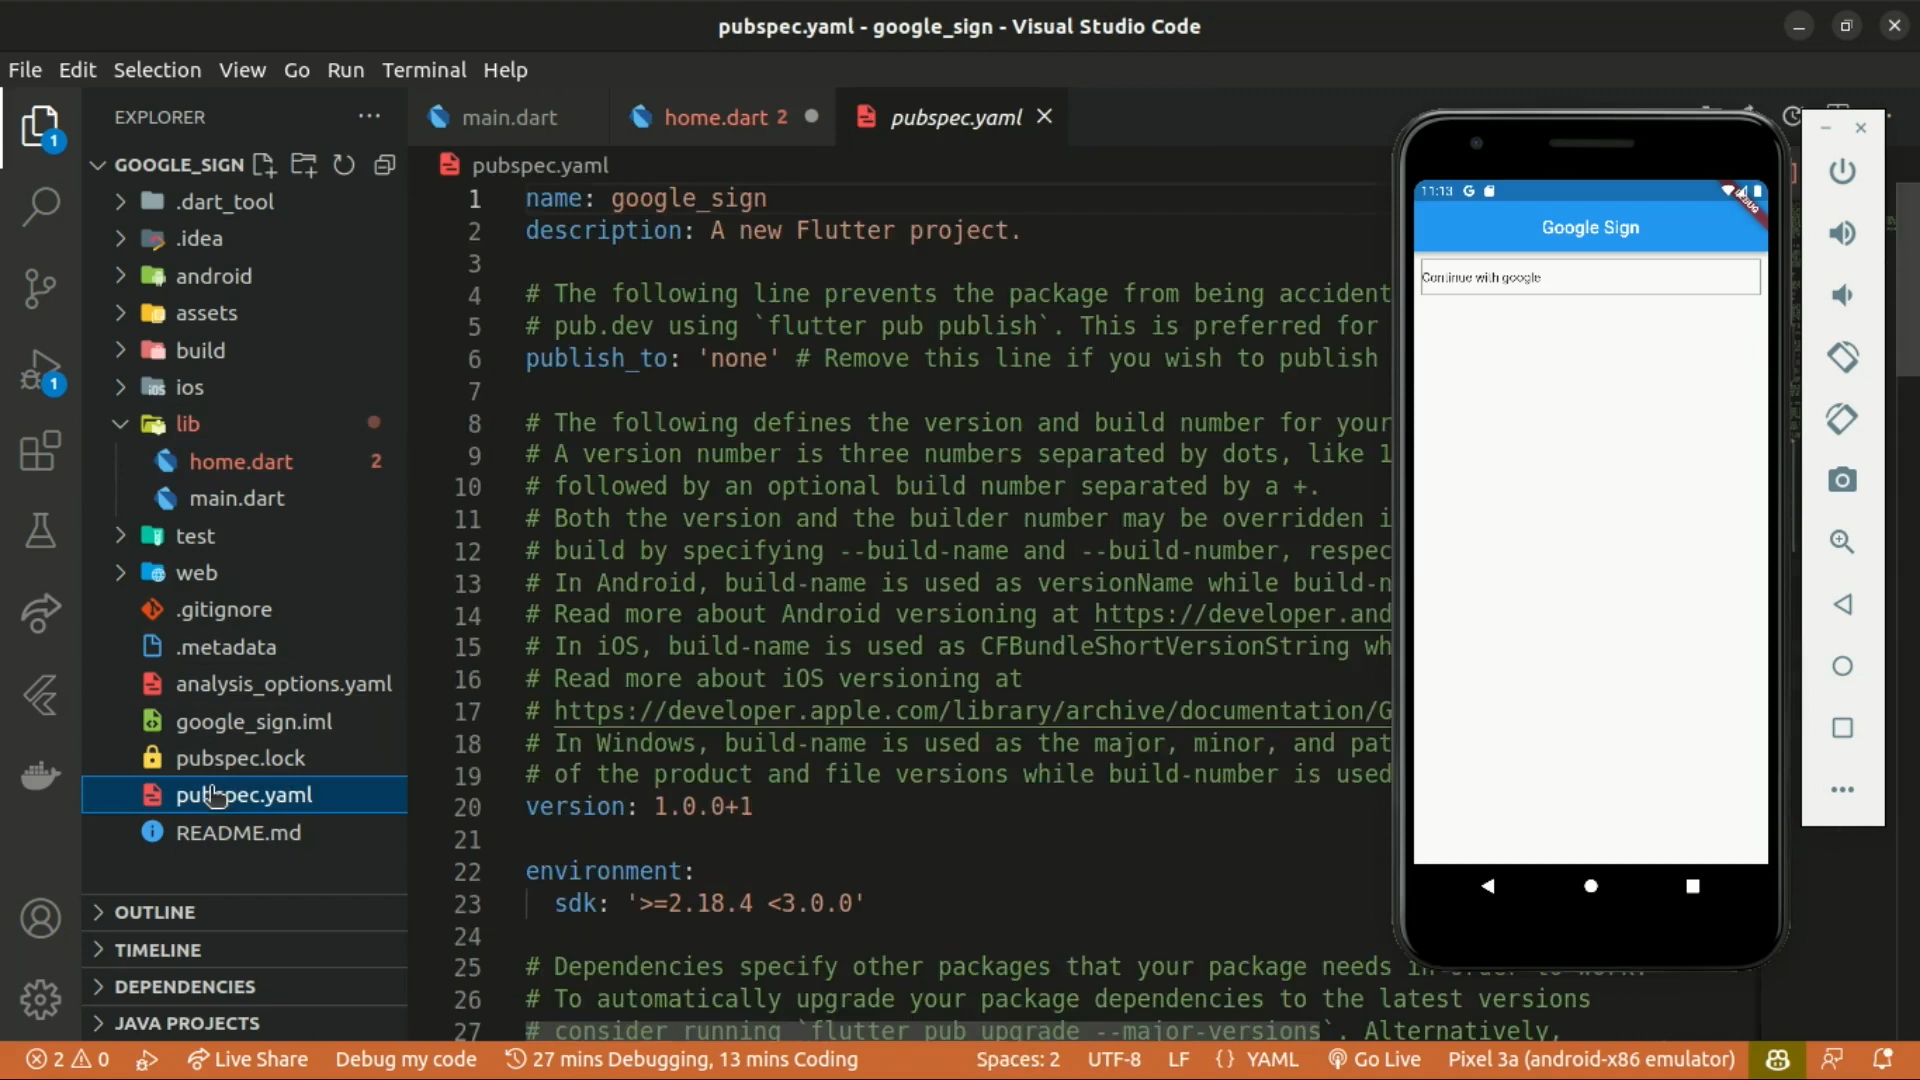 pubspec.yaml - google_sign - Visual Studio Code
File Edit Selection View Go Run Terminal Help
1
EXPLORER
main.dart
home.dart 2
pubspec.yaml
GOOGLE_SIGN
pubspec.yaml
.dart_tool
.idea
android
assets
build
ios
lib
home.dart 2
main.dart
test
web
.gitignore
.metadata
analysis_options.yaml
google_sign.iml
pubspec.lock
pubspec.yaml
README.md
OUTLINE
TIMELINE
DEPENDENCIES
JAVA PROJECTS
1
1 name: google_sign
2 description: A new Flutter project.
3
4 # The following line prevents the package from being accident
5 # pub.dev using `flutter pub publish`. This is preferred for
6 publish_to: 'none' # Remove this line if you wish to publish
7
8 # The following defines the version and build number for your
9 # A version number is three numbers separated by dots, like 1
10 # followed by an optional build number separated by a +.
11 # Both the version and the builder number may be overridden i
12 # build by specifying --build-name and --build-number, respec
13 # In Android, build-name is used as versionName while build-n
14 # Read more about Android versioning at https://developer.and
15 # In iOS, build-name is used as CFBundleShortVersionString wh
16 # Read more about iOS versioning at
17 # https://developer.apple.com/library/archive/documentation/G
18 # In Windows, build-name is used as the major, minor, and pat
19 # of the product and file versions while build-number is used
20 version: 1.0.0+1
21
22 environment:
23 sdk: '>=2.18.4 <3.0.0'
24
25 # Dependencies specify other packages that your package needs in order to work.
26 # To automatically upgrade your package dependencies to the latest versions
27 # consider running `flutter pub upgrade --major-versions`. Alternatively,
11:13 G
DEBUG
Google Sign
Continue with google
2 0 Live Share Debug my code 27 mins Debugging, 13 mins Coding Spaces: 2 UTF-8 LF {} YAML Go Live Pixel 3a (android-x86 emulator)